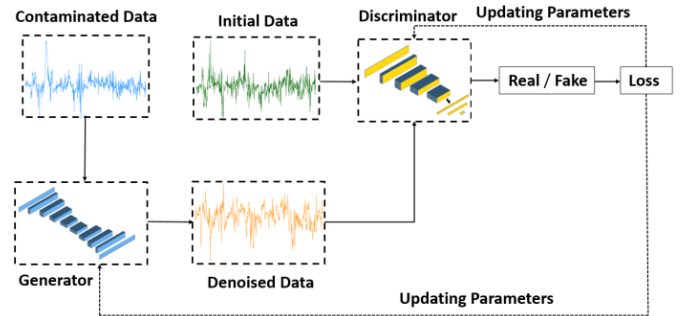 Contaminated Data
Initial Data
Discriminator
Updating Parameters
Real / Fake
Loss
Generator
Denoised Data
Updating Parameters